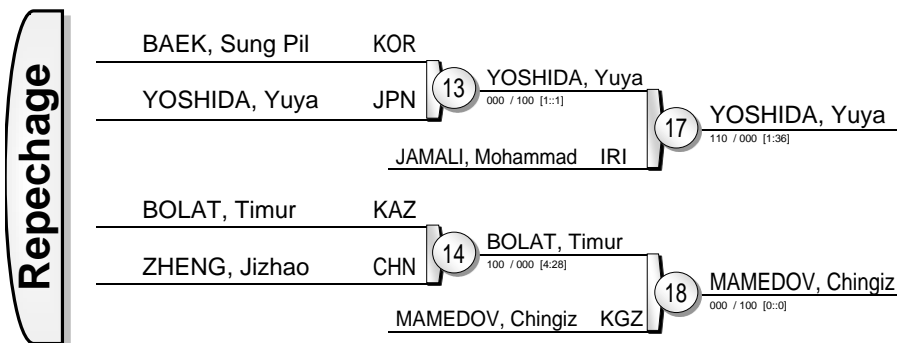 Repechage
BAEK, Sung Pil KOR
YOSHIDA, Yuya JPN
13
YOSHIDA, Yuya
000 / 100 [1::1]
JAMALI, Mohammad IRI
17
YOSHIDA, Yuya
110 / 000 [1:36]
BOLAT, Timur KAZ
ZHENG, Jizhao CHN
14
BOLAT, Timur
100 / 000 [4:28]
MAMEDOV, Chingiz KGZ
18
MAMEDOV, Chingiz
000 / 100 [0::0]